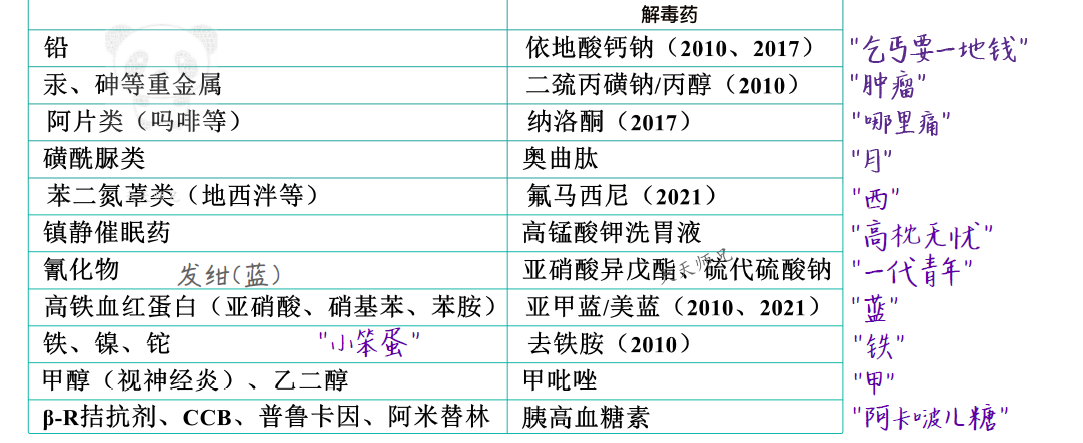 解毒药
铅 依地酸钙钠（2010、2017） "乞丐要一地钱"
汞、砷等重金属 二巯丙磺钠/丙醇（2010） "肿瘤"
阿片类（吗啡等） 纳洛酮（2017） "哪里痛"
磺酰脲类 奥曲肽 "月"
苯二氮䓬类（地西泮等） 氟马西尼（2021） "西"
镇静催眠药 高锰酸钾洗胃液 "高枕无忧"
氰化物 发绀(蓝) 亚硝酸异戊酯、硫代硫酸钠 "一代青年"
高铁血红蛋白（亚硝酸、硝基苯、苯胺） 亚甲蓝/美蓝（2010、2021） "蓝"
铁、镍、铊 "小笨蛋" 去铁胺（2010） "铁"
甲醇（视神经炎）、乙二醇 甲吡唑 "甲"
β-R拮抗剂、CCB、普鲁卡因、阿米替林 胰高血糖素 "阿卡啵儿糖"